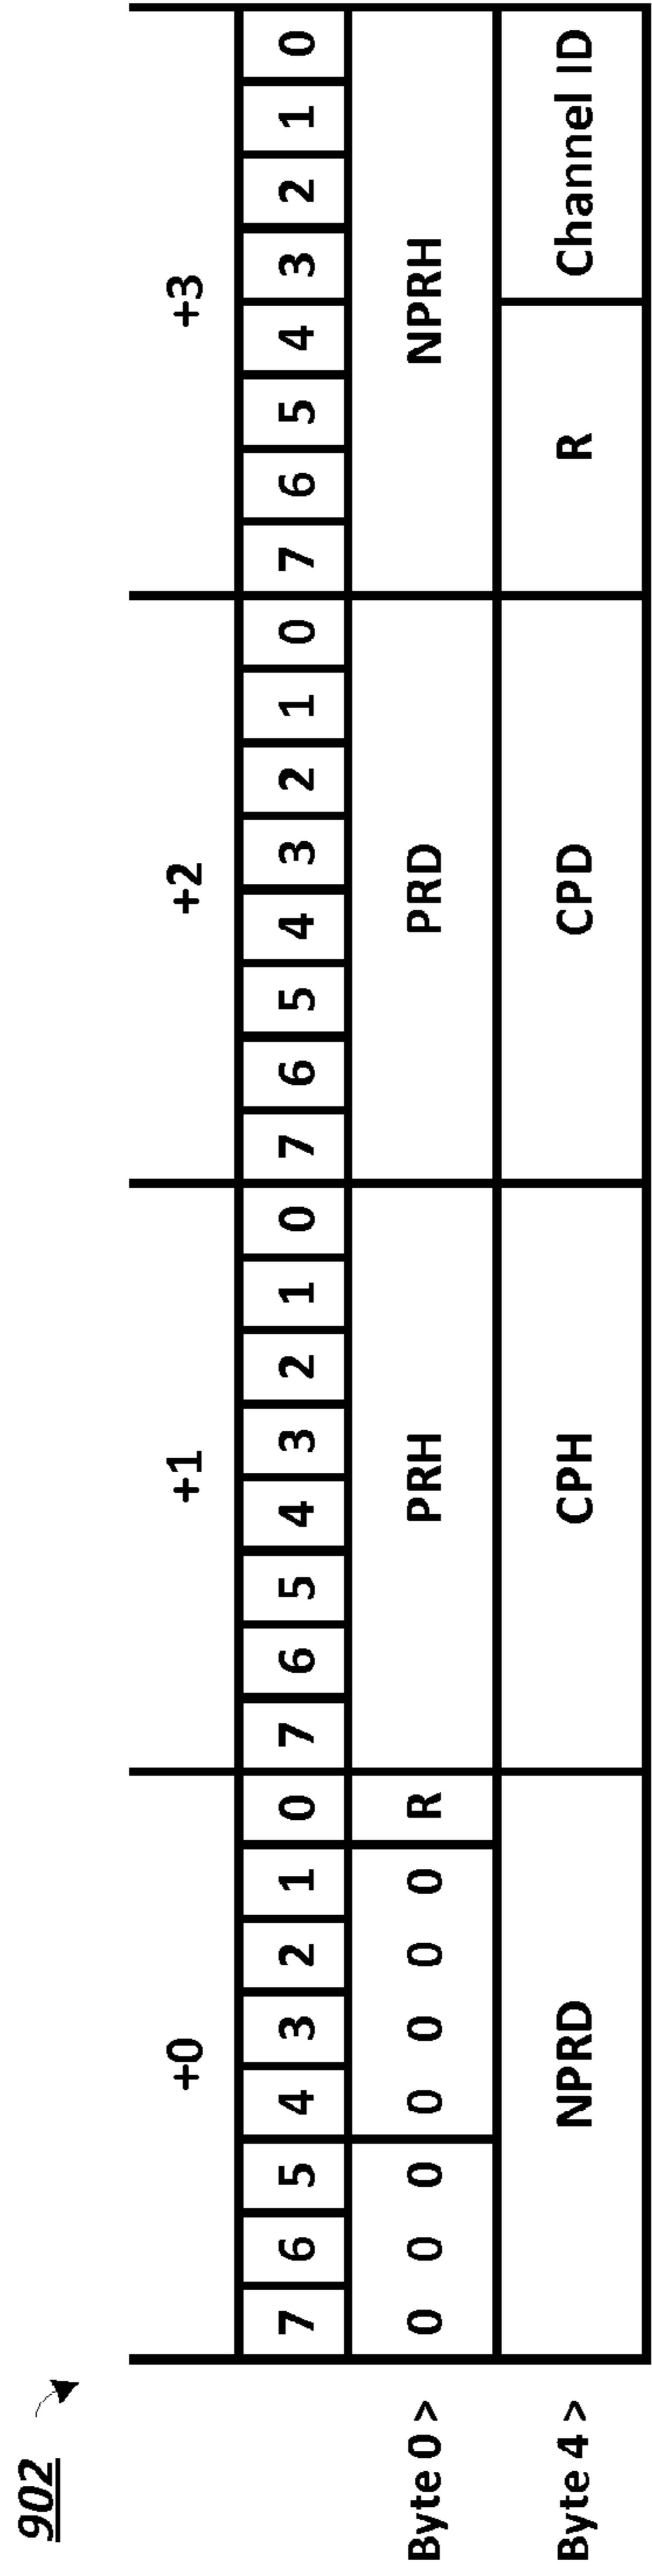 902
+0 +1 +2 +3
7 6 5 4 3 2 1 0 7 6 5 4 3 2 1 0 7 6 5 4 3 2 1 0 7 6 5 4 3 2 1 0
Byte 0 > 0 0 0 0 0 0 0 R PRH PRD NPRH
Byte 4 > NPRD CPH CPD R Channel ID